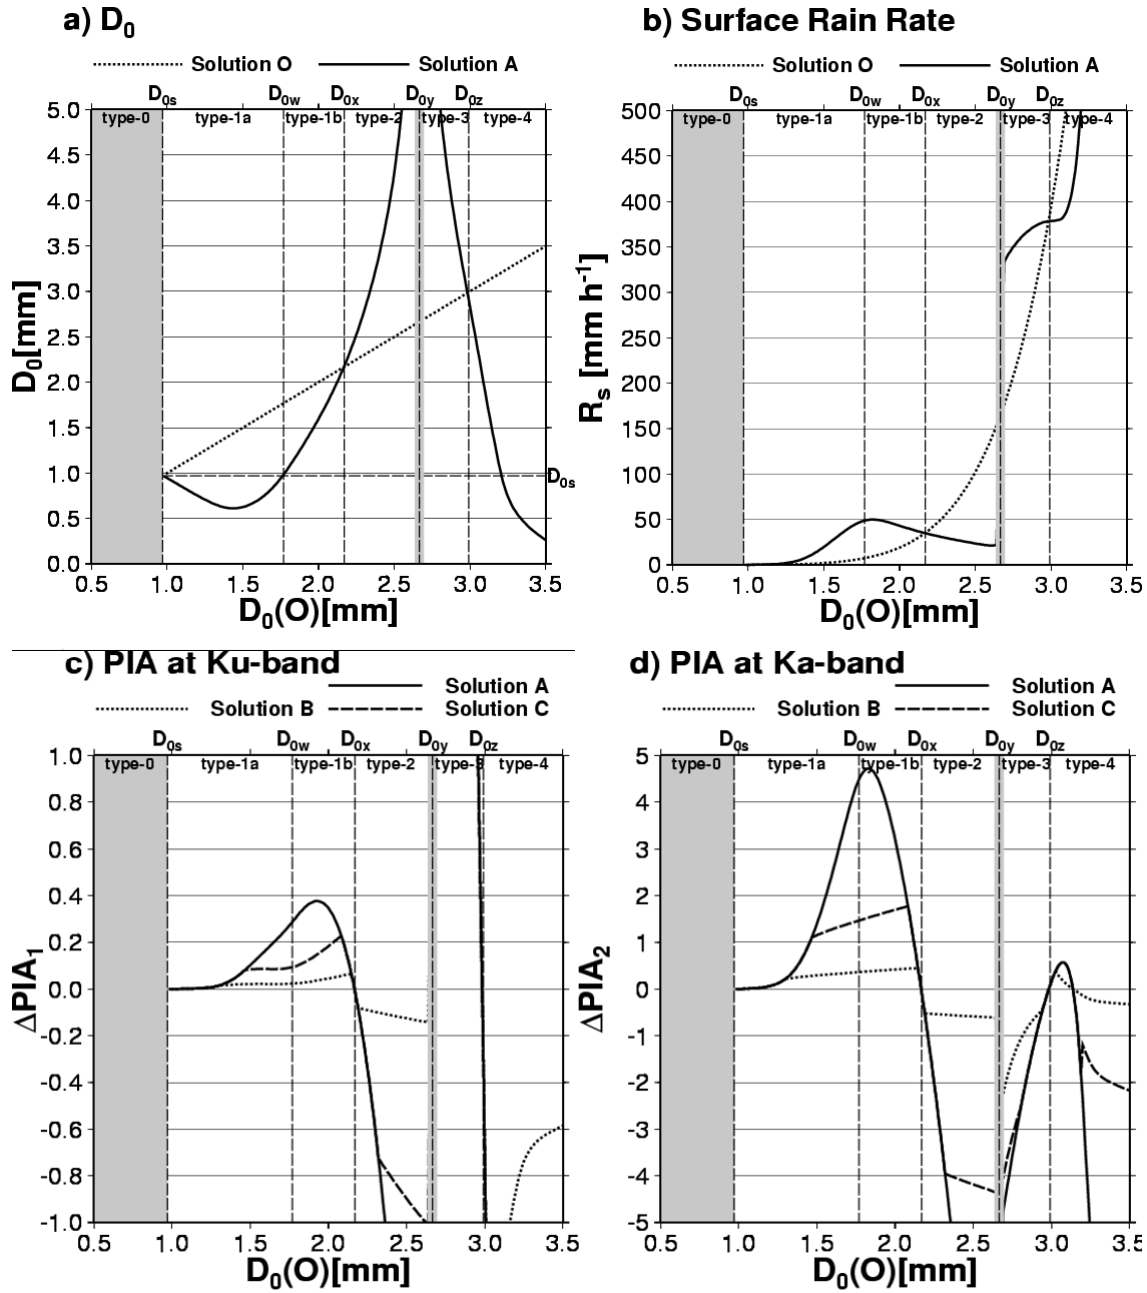 a) D0
b) Surface Rain Rate
Solution O Solution A
Solution O Solution A
D0s D0w D0x D0y D0z
D0s D0w D0x D0y D0z
type-0 type-1a type-1b type-2 type-3 type-4
type-0 type-1a type-1b type-2 type-3 type-4
5.0
4.5
4.0
3.5
3.0
2.5
2.0
1.5
1.0
0.5
0.0
D0[mm]
D0s
0.5 1.0 1.5 2.0 2.5 3.0 3.5
D0(O)[mm]
500
450
400
350
300
250
200
150
100
50
0
Rs [mm h-1]
0.5 1.0 1.5 2.0 2.5 3.0 3.5
D0(O)[mm]
c) PIA at Ku-band
d) PIA at Ka-band
Solution A
Solution B Solution C
Solution A
Solution B Solution C
D0s D0w D0x D0y D0z
D0s D0w D0x D0y D0z
type-0 type-1a type-1b type-2 type-3 type-4
type-0 type-1a type-1b type-2 type-3 type-4
1.0
0.8
0.6
0.4
0.2
0.0
-0.2
-0.4
-0.6
-0.8
-1.0
ΔPIA1
0.5 1.0 1.5 2.0 2.5 3.0 3.5
D0(O)[mm]
5
4
3
2
1
0
-1
-2
-3
-4
-5
ΔPIA2
0.5 1.0 1.5 2.0 2.5 3.0 3.5
D0(O)[mm]